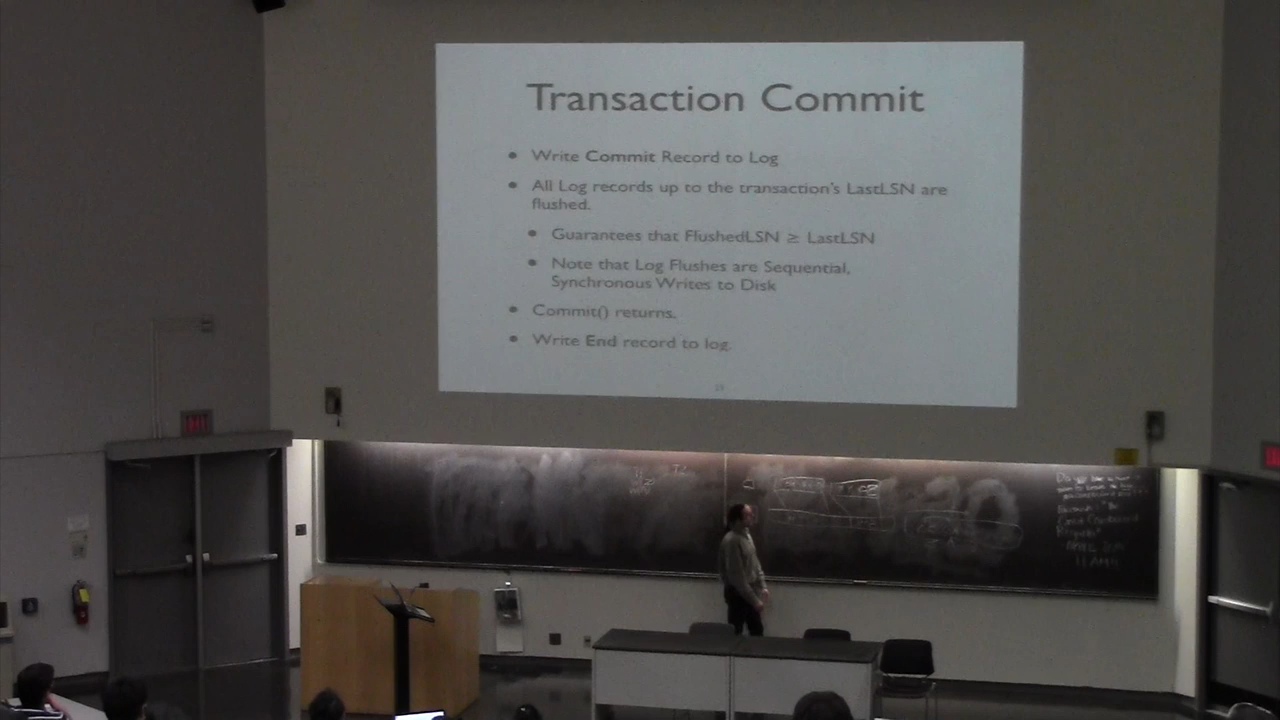 Transaction Commit
• Write Commit Record to Log
• All Log records up to the transaction's LastLSN are
flushed.
• Guarantees that FlushedLSN ≥ LastLSN
• Note that Log Flushes are Sequential,
Synchronous Writes to Disk
• Commit() returns.
• Write End record to log